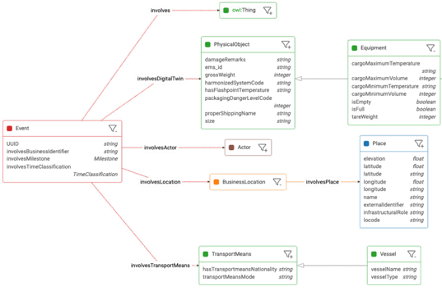 involves
owl:Thing
PhysicalObject
damageRemarks string
ems_id string
grossWeight integer
harmonizedSystemCode string
hasFlashpointTemperature string
packagingDangerLevelCode
integer
properShippingName string
size string
Equipment
cargoMaximumTemperature
string
cargoMaximumVolume integer
cargoMinimumTemperature string
cargoMinimumVolume integer
isEmpty boolean
isFull boolean
tareWeight integer
involvesDigitalTwin
Event
UUID string
involvesBusinessIdentifier string
involvesMilestone Milestone
involvesTimeClassification
TimeClassification
involvesActor
Actor
involvesLocation
BusinessLocation
involvesPlace
Place
elevation float
latitude float
latitude string
longitude float
longitude string
name string
externalIdentifier string
infrastructuralRole string
locode string
involvesTransportMeans
TransportMeans
hasTransportmeansNationality string
transportMeansMode string
Vessel
vesselName string
vesselType string